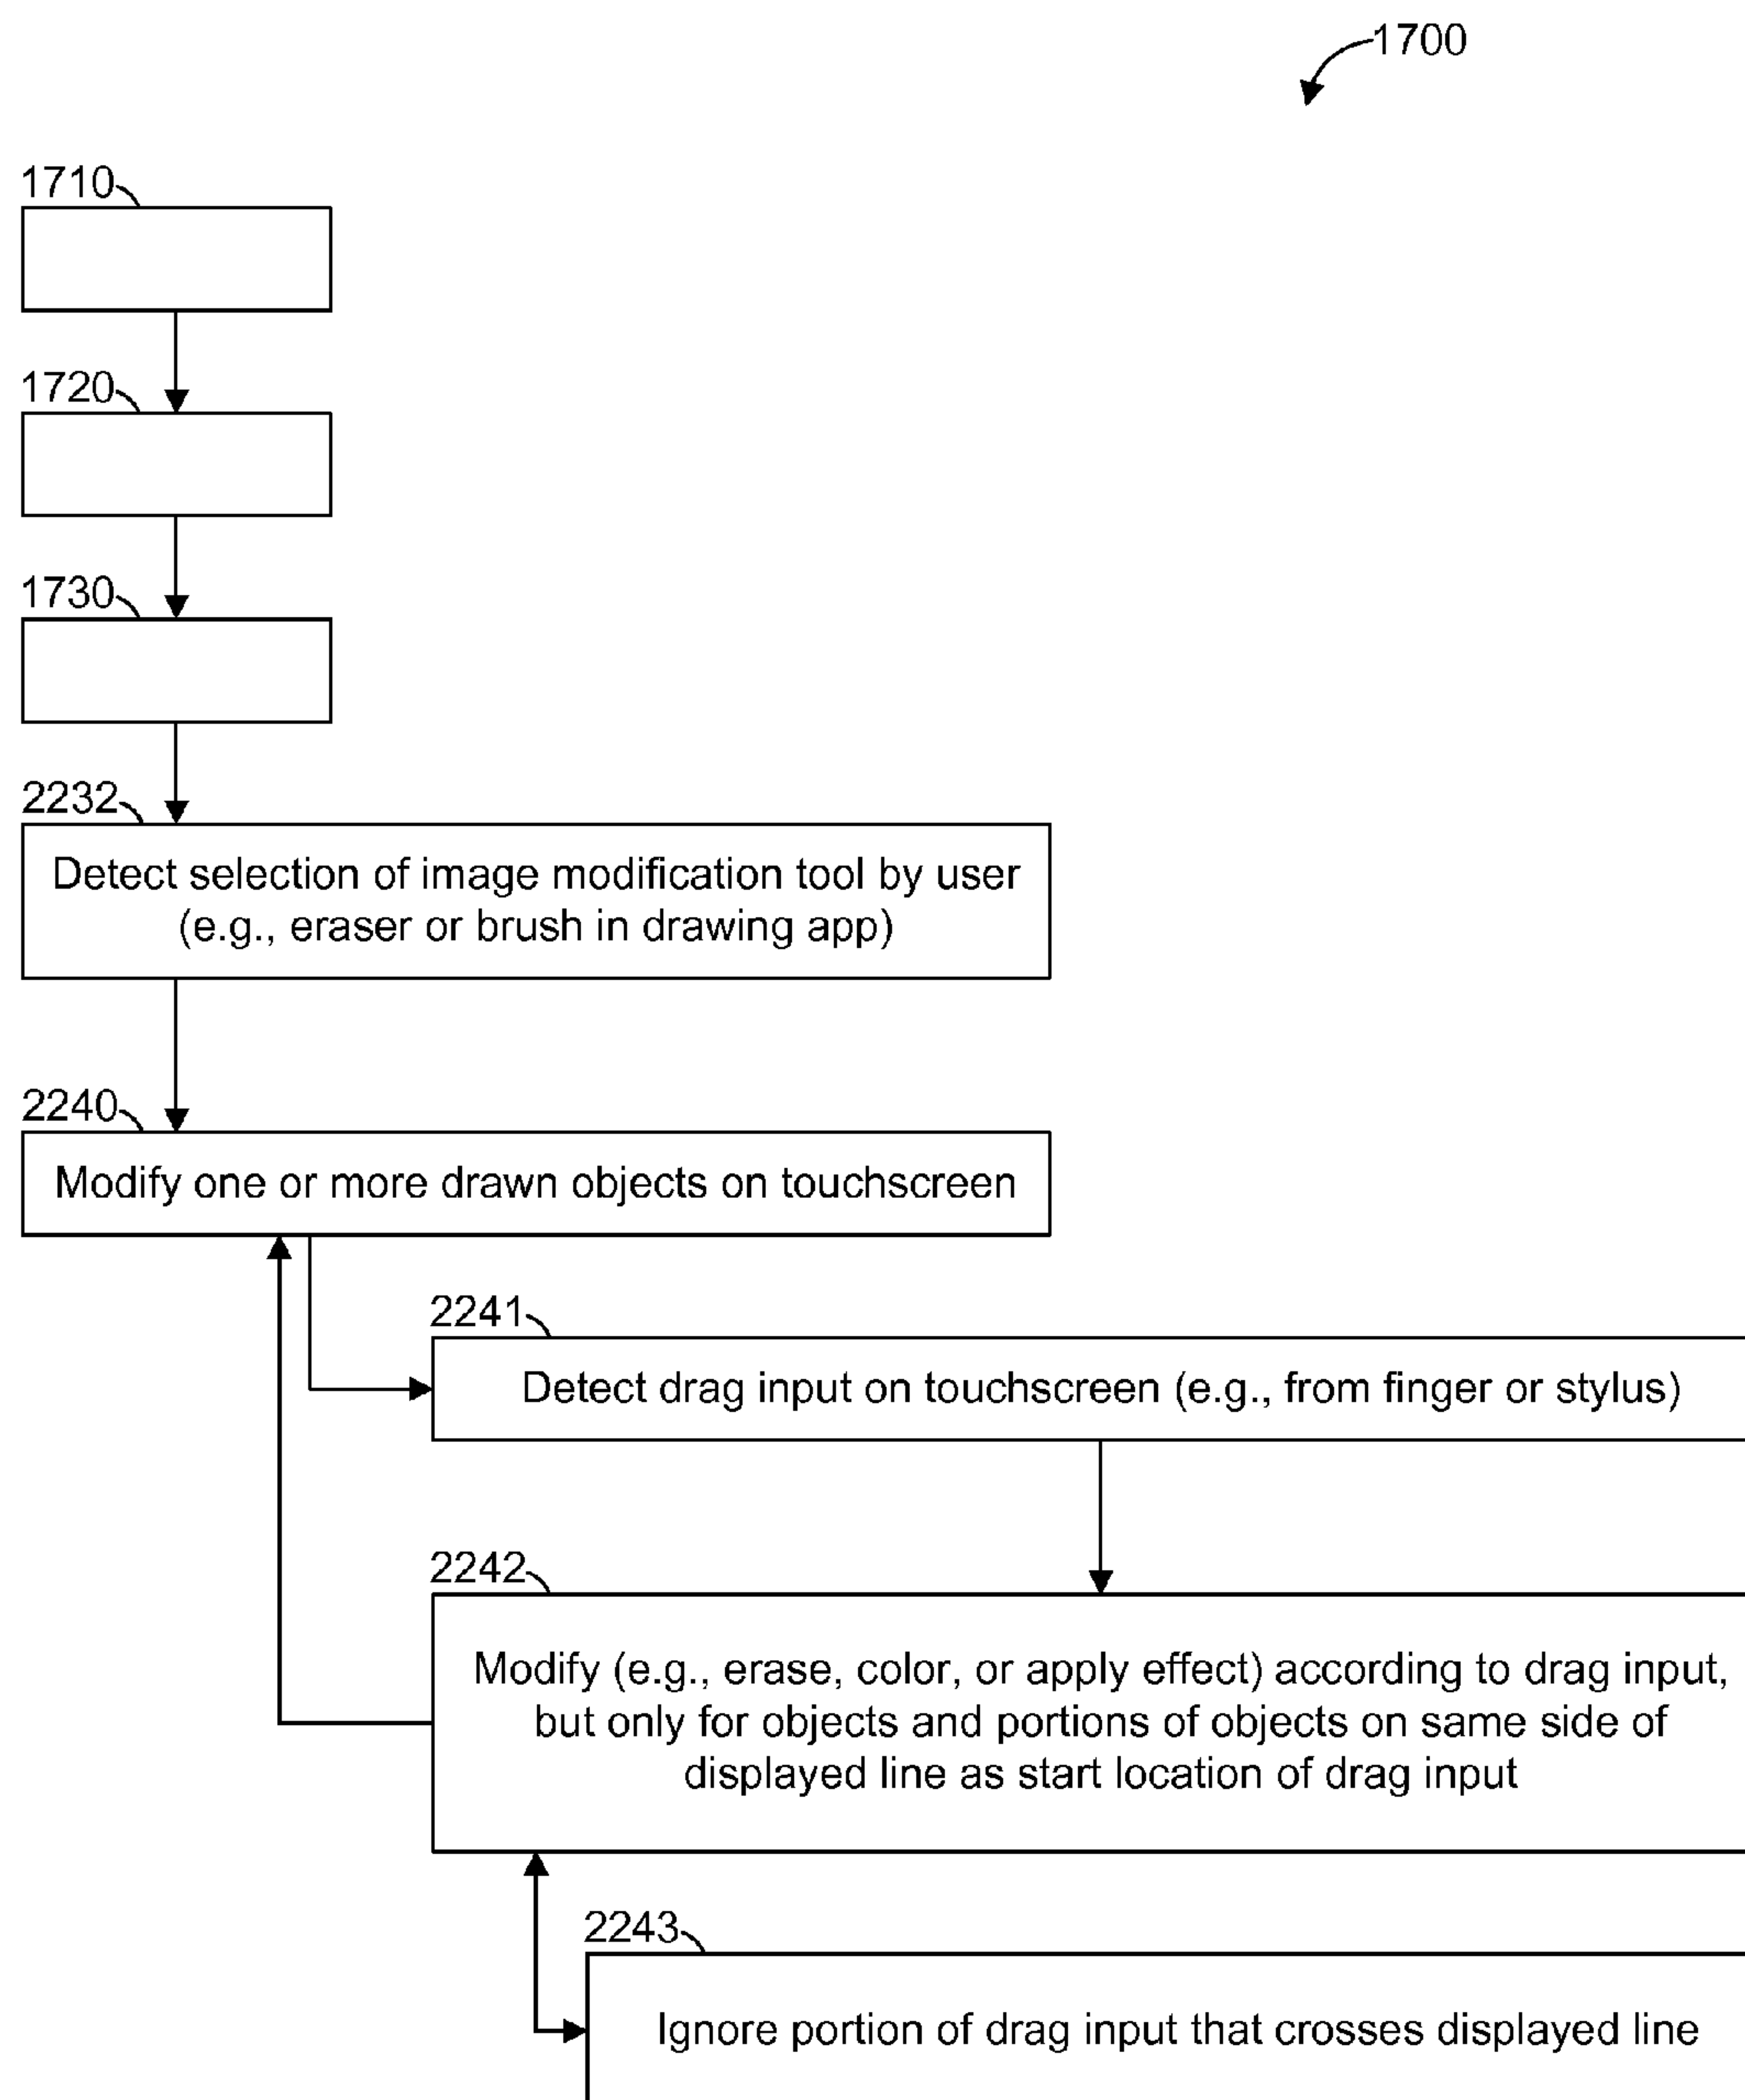 1700
1710
1720
1730
2232
Detect selection of image modification tool by user
(e.g., eraser or brush in drawing app)
2240
Modify one or more drawn objects on touchscreen
2241
Detect drag input on touchscreen (e.g., from finger or stylus)
2242
Modify (e.g., erase, color, or apply effect) according to drag input,
but only for objects and portions of objects on same side of
displayed line as start location of drag input
2243
Ignore portion of drag input that crosses displayed line